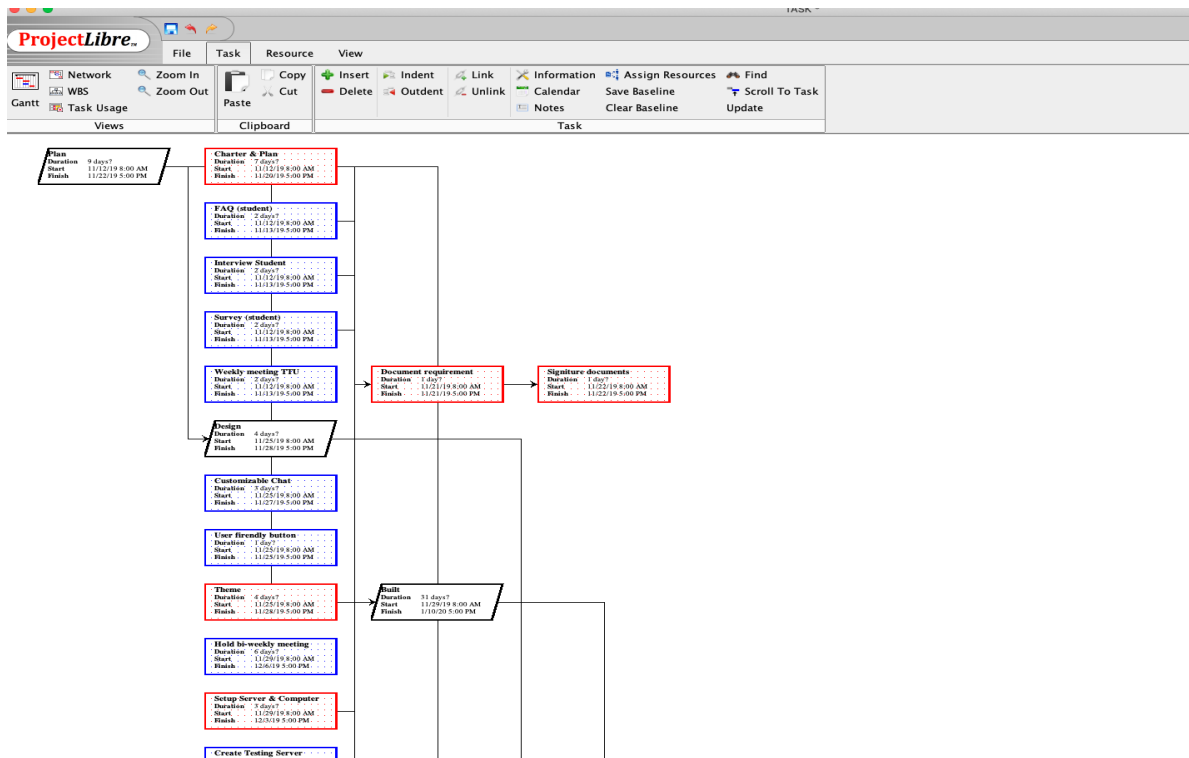 TASK *
ProjectLibre™
File Task Resource View
Network Zoom In Copy Insert Indent Link Information Assign Resources Find
WBS Zoom Out Cut Delete Outdent Unlink Calendar Save Baseline Scroll To Task
Gantt Task Usage Paste Notes Clear Baseline Update
Views Clipboard Task
Plan
Duration 9 days?
Start 11/12/19 8:00 AM
Finish 11/22/19 5:00 PM
Charter & Plan
Duration 7 days?
Start 11/12/19 8:00 AM
Finish 11/20/19 5:00 PM
FAQ (student)
Duration 2 days?
Start 11/12/19 8:00 AM
Finish 11/13/19 5:00 PM
Interview Student
Duration 2 days?
Start 11/12/19 8:00 AM
Finish 11/13/19 5:00 PM
Survey (student)
Duration 2 days?
Start 11/12/19 8:00 AM
Finish 11/13/19 5:00 PM
Weekly meeting TFU
Duration 2 days?
Start 11/12/19 8:00 AM
Finish 11/13/19 5:00 PM
Document requirement
Duration 1 day?
Start 11/21/19 8:00 AM
Finish 11/21/19 5:00 PM
Signiture documents
Duration 1 day?
Start 11/22/19 8:00 AM
Finish 11/22/19 5:00 PM
Design
Duration 4 days?
Start 11/25/19 8:00 AM
Finish 11/28/19 5:00 PM
Customizable Chat
Duration 3 days?
Start 11/25/19 8:00 AM
Finish 11/27/19 5:00 PM
User firendly button
Duration 1 day?
Start 11/25/19 8:00 AM
Finish 11/25/19 5:00 PM
Theme
Duration 4 days?
Start 11/25/19 8:00 AM
Finish 11/28/19 5:00 PM
Built
Duration 31 days?
Start 11/29/19 8:00 AM
Finish 1/10/20 5:00 PM
Hold bi-weekly meeting
Duration 6 days?
Start 11/29/19 8:00 AM
Finish 12/6/19 5:00 PM
Setup Server & Computer
Duration 3 days?
Start 11/29/19 8:00 AM
Finish 12/3/19 5:00 PM
Create Testing Server